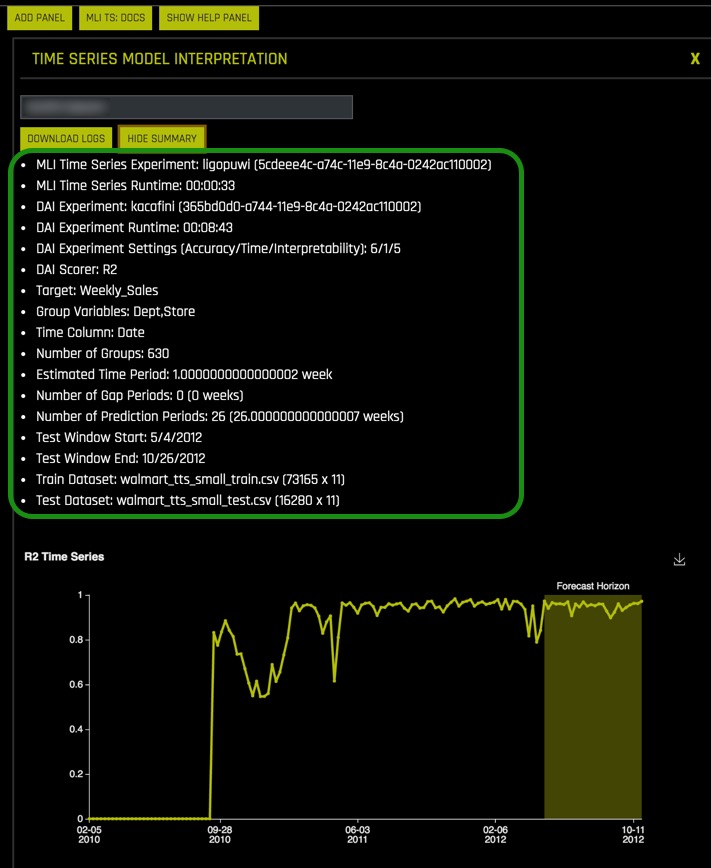 ADD PANEL MLI TS: DOCS SHOW HELP PANEL
TIME SERIES MODEL INTERPRETATION X
DOWNLOAD LOGS HIDE SUMMARY
• MLI Time Series Experiment: ligopuwi (5cdeee4c-a74c-11e9-8c4a-0242ac110002)
• MLI Time Series Runtime: 00:00:33
• DAI Experiment: kacafini (365bd0d0-a744-11e9-8c4a-0242ac110002)
• DAI Experiment Runtime: 00:08:43
• DAI Experiment Settings (Accuracy/Time/Interpretability): 6/1/5
• DAI Scorer: R2
• Target: Weekly_Sales
• Group Variables: Dept,Store
• Time Column: Date
• Number of Groups: 630
• Estimated Time Period: 1.0000000000000002 week
• Number of Gap Periods: 0 (0 weeks)
• Number of Prediction Periods: 26 (26.000000000000007 weeks)
• Test Window Start: 5/4/2012
• Test Window End: 10/26/2012
• Train Dataset: walmart_tts_small_train.csv (73165 x 11)
• Test Dataset: walmart_tts_small_test.csv (16280 x 11)
R2 Time Series
Forecast Horizon
1
0.8
0.6
0.4
0.2
0
02-05 09-28 06-03 02-06 10-11
2010 2010 2011 2012 2012